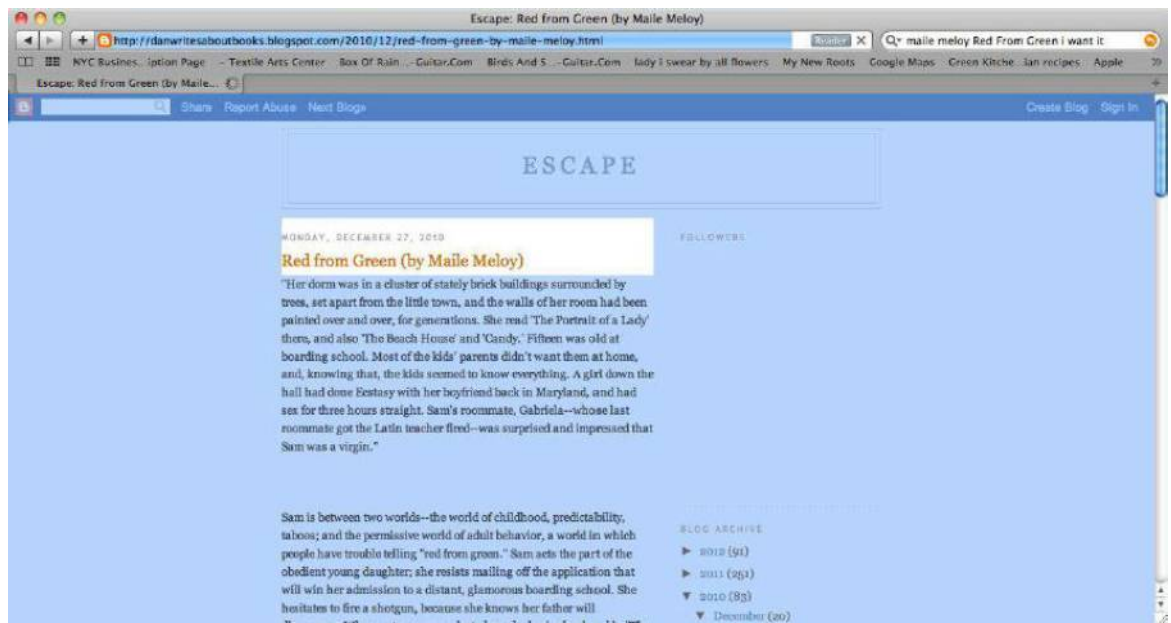 Escape: Red from Green (by Maile Meloy)
http://danwritesaboutbooks.blogspot.com/2010/12/red-from-green-by-maile-meloy.html Reader maile meloy Red From Green i want it
NYC Busines...iption Page - Textile Arts Center Box Of Rain...-Guitar.Com Birds And S...-Guitar.Com lady i swear by all flowers My New Roots Google Maps Green Kitche...ian recipes Apple
Escape: Red from Green (by Maile...
Share Report Abuse Next Blog» Create Blog Sign In
ESCAPE
MONDAY, DECEMBER 27, 2010
FOLLOWERS
Red from Green (by Maile Meloy)
"Her dorm was in a cluster of stately brick buildings surrounded by
trees, set apart from the little town, and the walls of her room had been
painted over and over, for generations. She read 'The Portrait of a Lady'
there, and also 'The Beach House' and 'Candy.' Fifteen was old at
boarding school. Most of the kids' parents didn't want them at home,
and, knowing that, the kids seemed to know everything. A girl down the
hall had done Ecstasy with her boyfriend back in Maryland, and had
sex for three hours straight. Sam's roommate, Gabriela--whose last
roommate got the Latin teacher fired--was surprised and impressed that
Sam was a virgin."
Sam is between two worlds--the world of childhood, predictability,
taboos; and the permissive world of adult behavior, a world in which
people have trouble telling "red from green." Sam acts the part of the
obedient young daughter; she resists mailing off the application that
will win her admission to a distant, glamorous boarding school. She
hesitates to fire a shotgun, because she knows her father will
BLOG ARCHIVE
► 2012 (91)
► 2011 (251)
▼ 2010 (83)
▼ December (20)